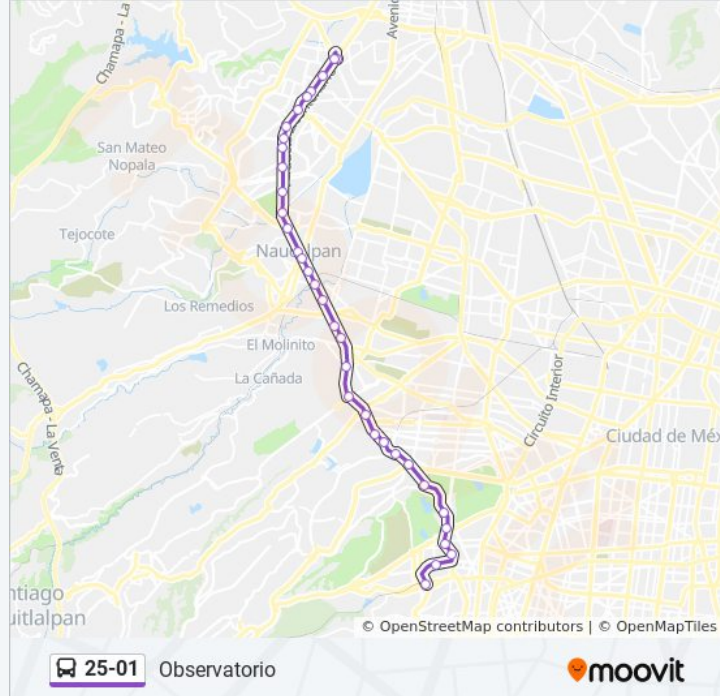 Chamapa - La
Aveni
San Mateo
Nopala
Tejocote
Naucalpan
Los Remedios
El Molinito
La Cañada
Chamapa - La Venta
Circuito Interior
Ciudad de Méx
ntiago
uitlalpan
© OpenStreetMap contributors | © OpenMapTiles
25-01 Observatorio moovit